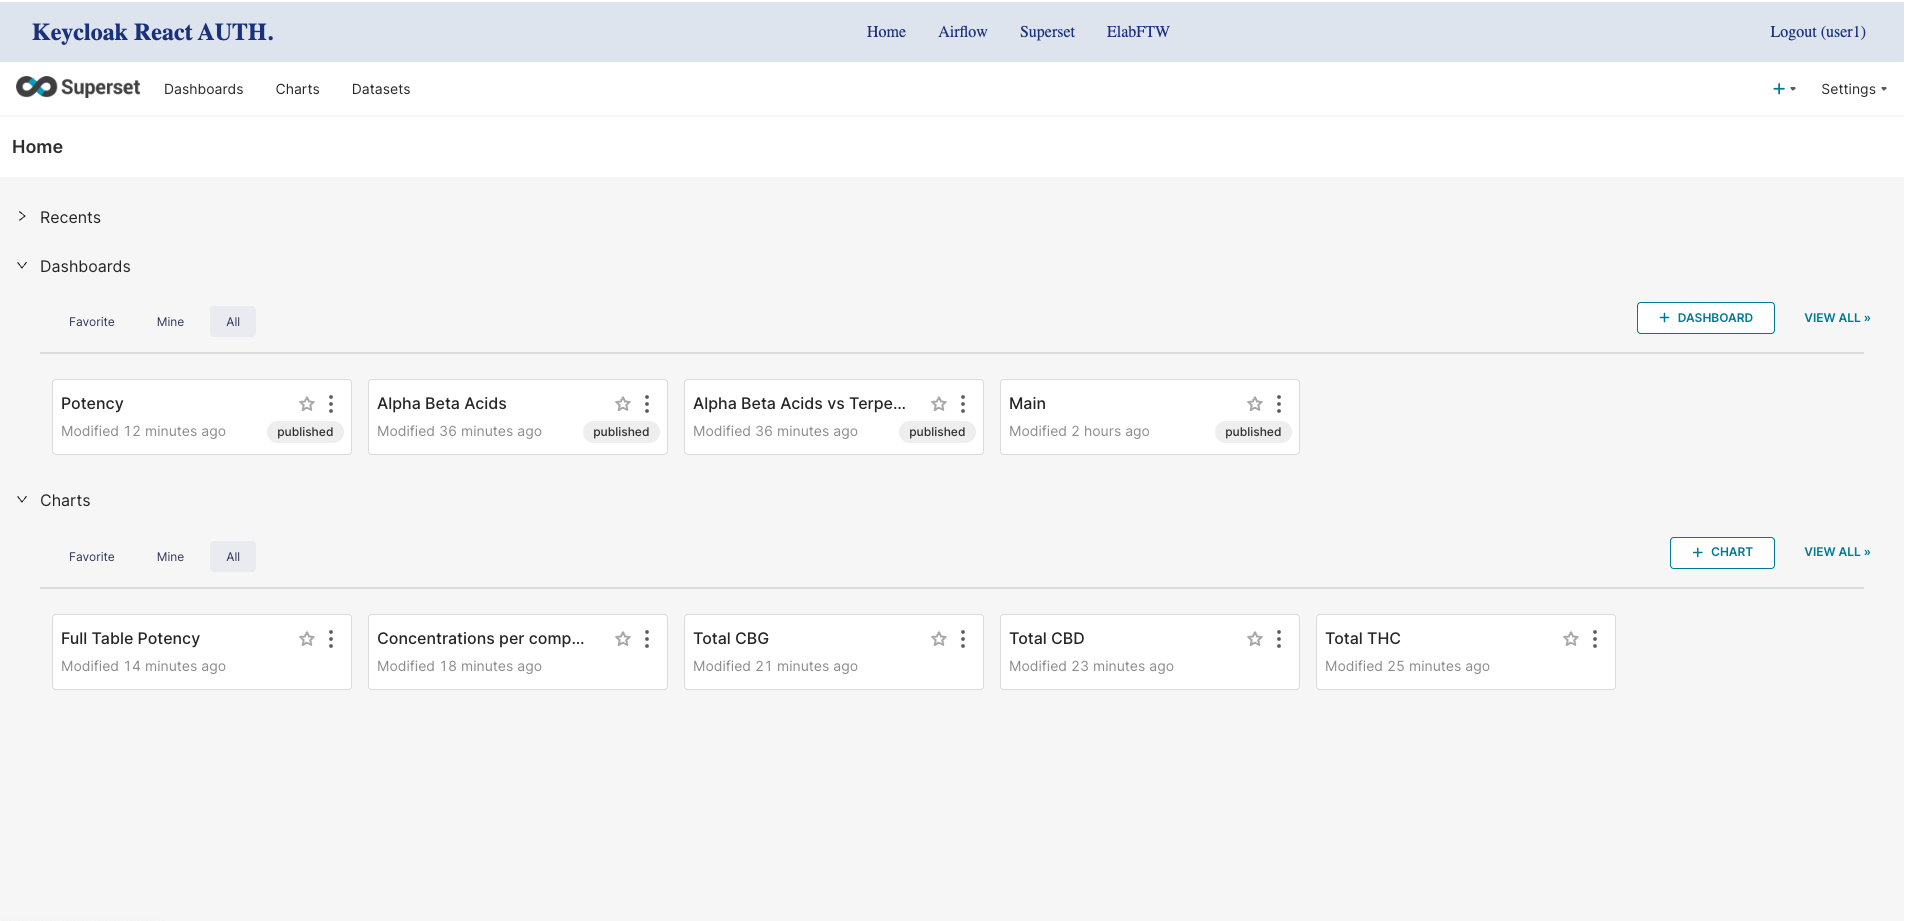 Keycloak React AUTH. Home Airflow Superset ElabFTW Logout (user1)
Superset Dashboards Charts Datasets + Settings
Home
Recents
Dashboards
Favorite Mine All + DASHBOARD VIEW ALL »
Potency Alpha Beta Acids Alpha Beta Acids vs Terpe... Main
Modified 12 minutes ago published Modified 36 minutes ago published Modified 36 minutes ago published Modified 2 hours ago published
Charts
Favorite Mine All + CHART VIEW ALL »
Full Table Potency Concentrations per comp... Total CBG Total CBD Total THC
Modified 14 minutes ago Modified 18 minutes ago Modified 21 minutes ago Modified 23 minutes ago Modified 25 minutes ago